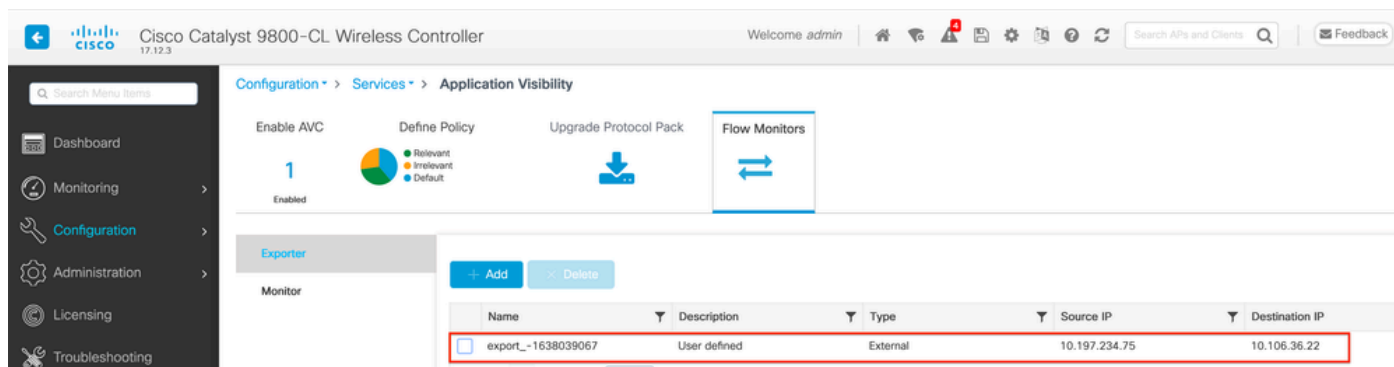 CISCO
Cisco Catalyst 9800-CL Wireless Controller
17.12.3
Welcome admin
4
Search APs and Clients
Feedback
Search Menu Items
Dashboard
Monitoring
Configuration
Administration
Licensing
Troubleshooting
Configuration > Services > Application Visibility
Enable AVC
1
Enabled
Define Policy
Relevant
Irrelevant
Default
Upgrade Protocol Pack
Flow Monitors
Exporter
Monitor
+ Add
× Delete
Name Description Type Source IP Destination IP
export_-1638039067 User defined External 10.197.234.75 10.106.36.22